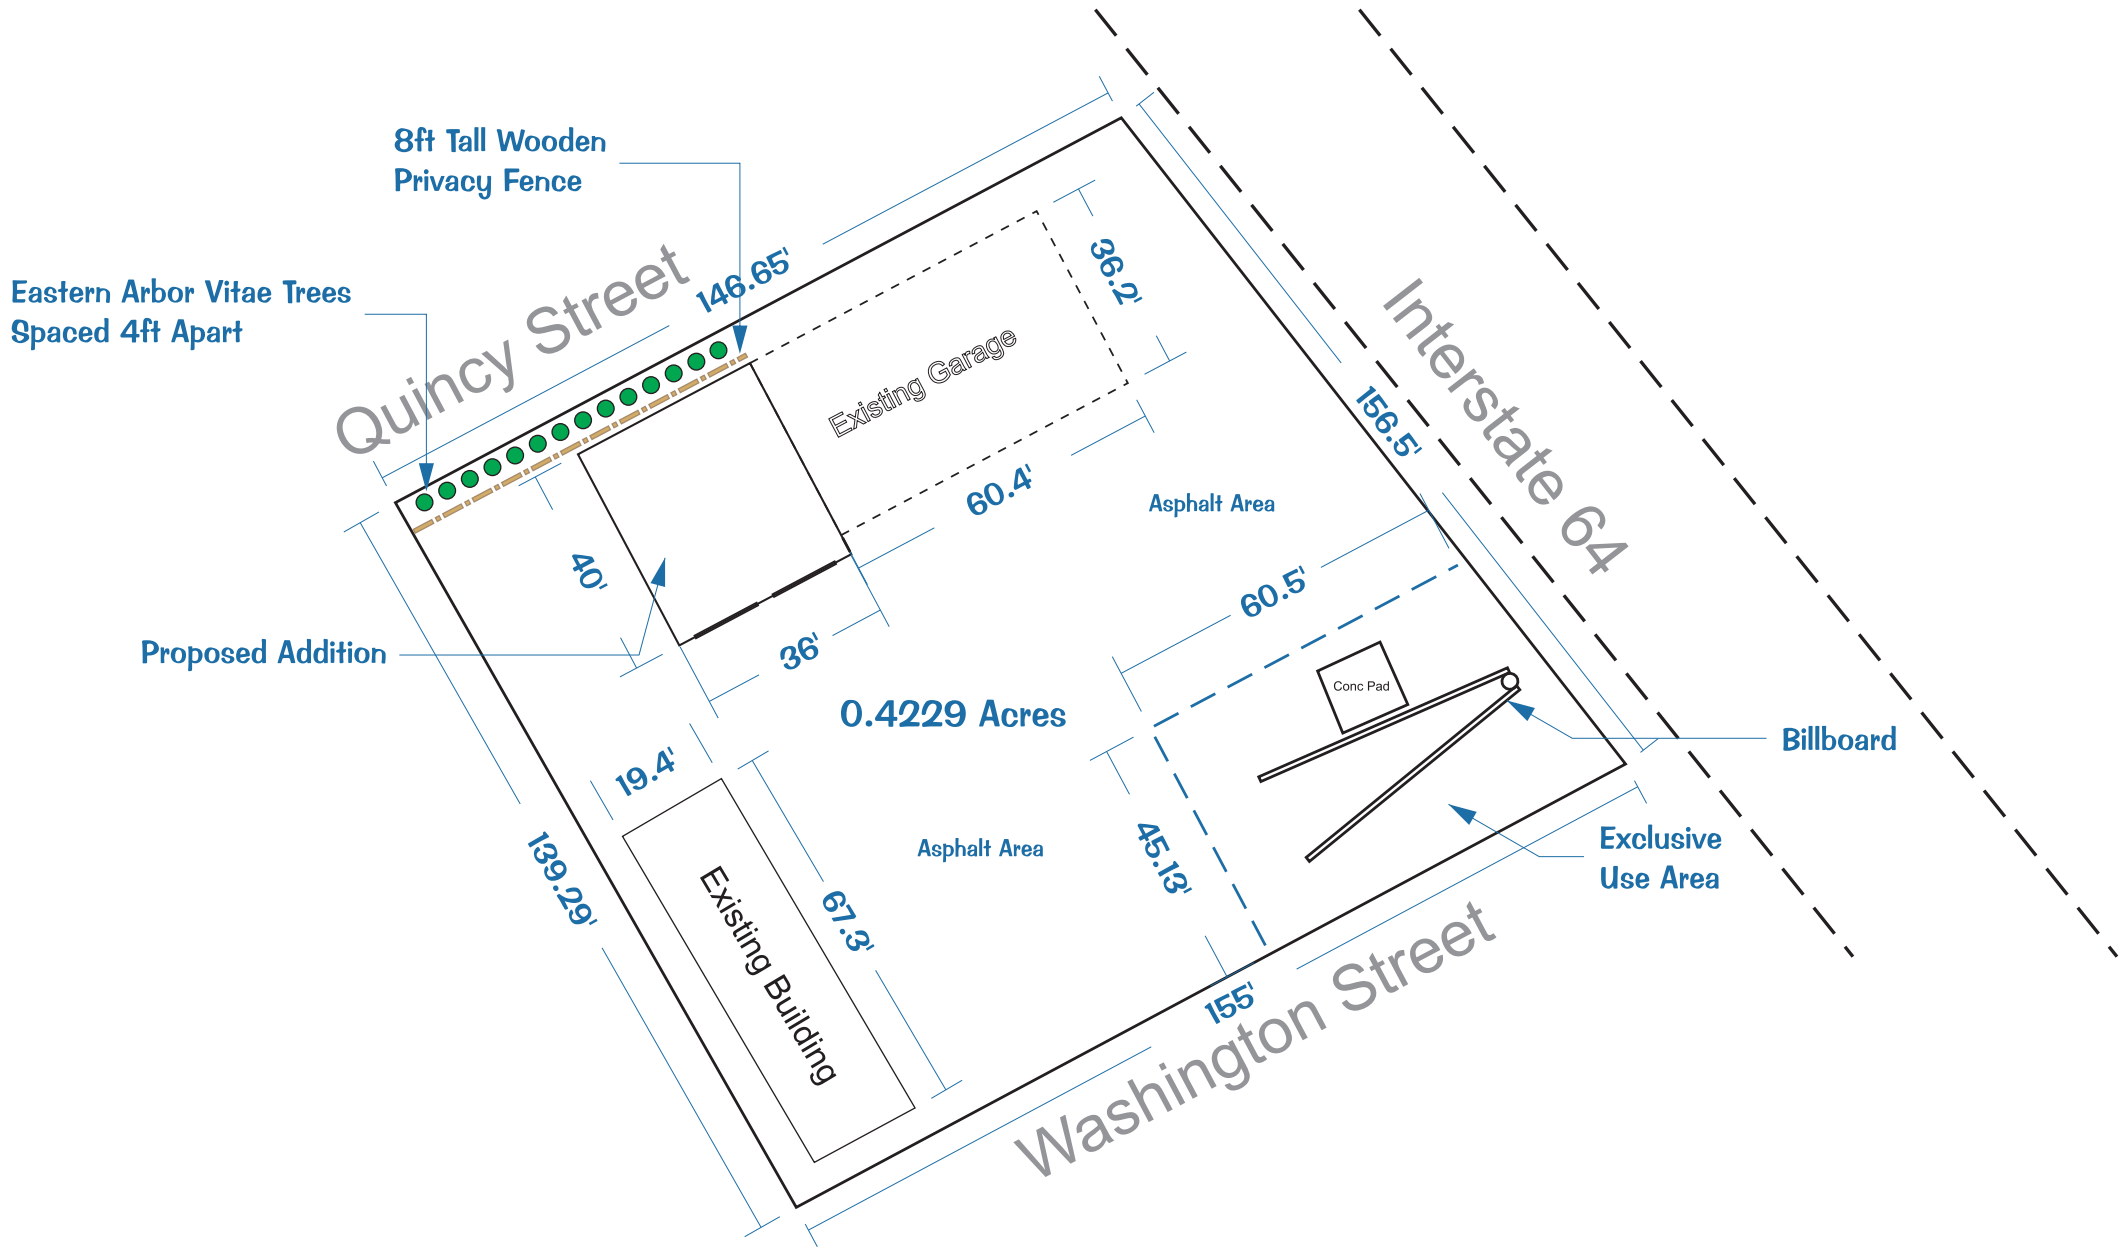 8ft Tall Wooden
Privacy Fence
Eastern Arbor Vitae Trees
Spaced 4ft Apart
Quincy Street
146.65'
36.2'
Existing Garage
Interstate 64
156.5'
60.4'
Asphalt Area
40'
60.5'
Proposed Addition
36'
Conc Pad
0.4229 Acres
Billboard
19.4'
Exclusive
Use Area
Asphalt Area
45.13'
139.29'
67.3'
Existing Building
155'
Washington Street